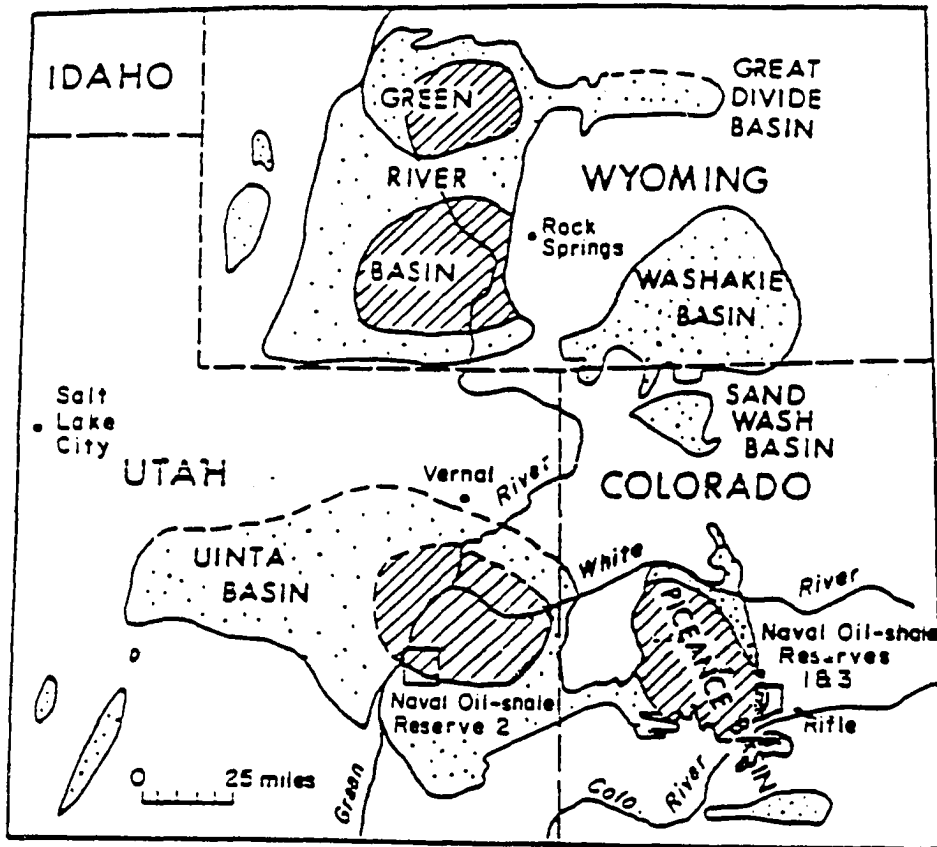 IDAHO
GREEN
RIVER
BASIN
GREAT
DIVIDE
BASIN
WYOMING
Rock
Springs
WASHAKIE
BASIN
Salt
Lake
City
UTAH
Vernal
River
SAND
WASH
BASIN
COLORADO
UINTA
BASIN
White
River
PICEANCE BASIN
Naval Oil-shale
Reserves
1&3
Naval Oil-shale
Reserve 2
Rifle
0 25 miles
Green
Colo. River